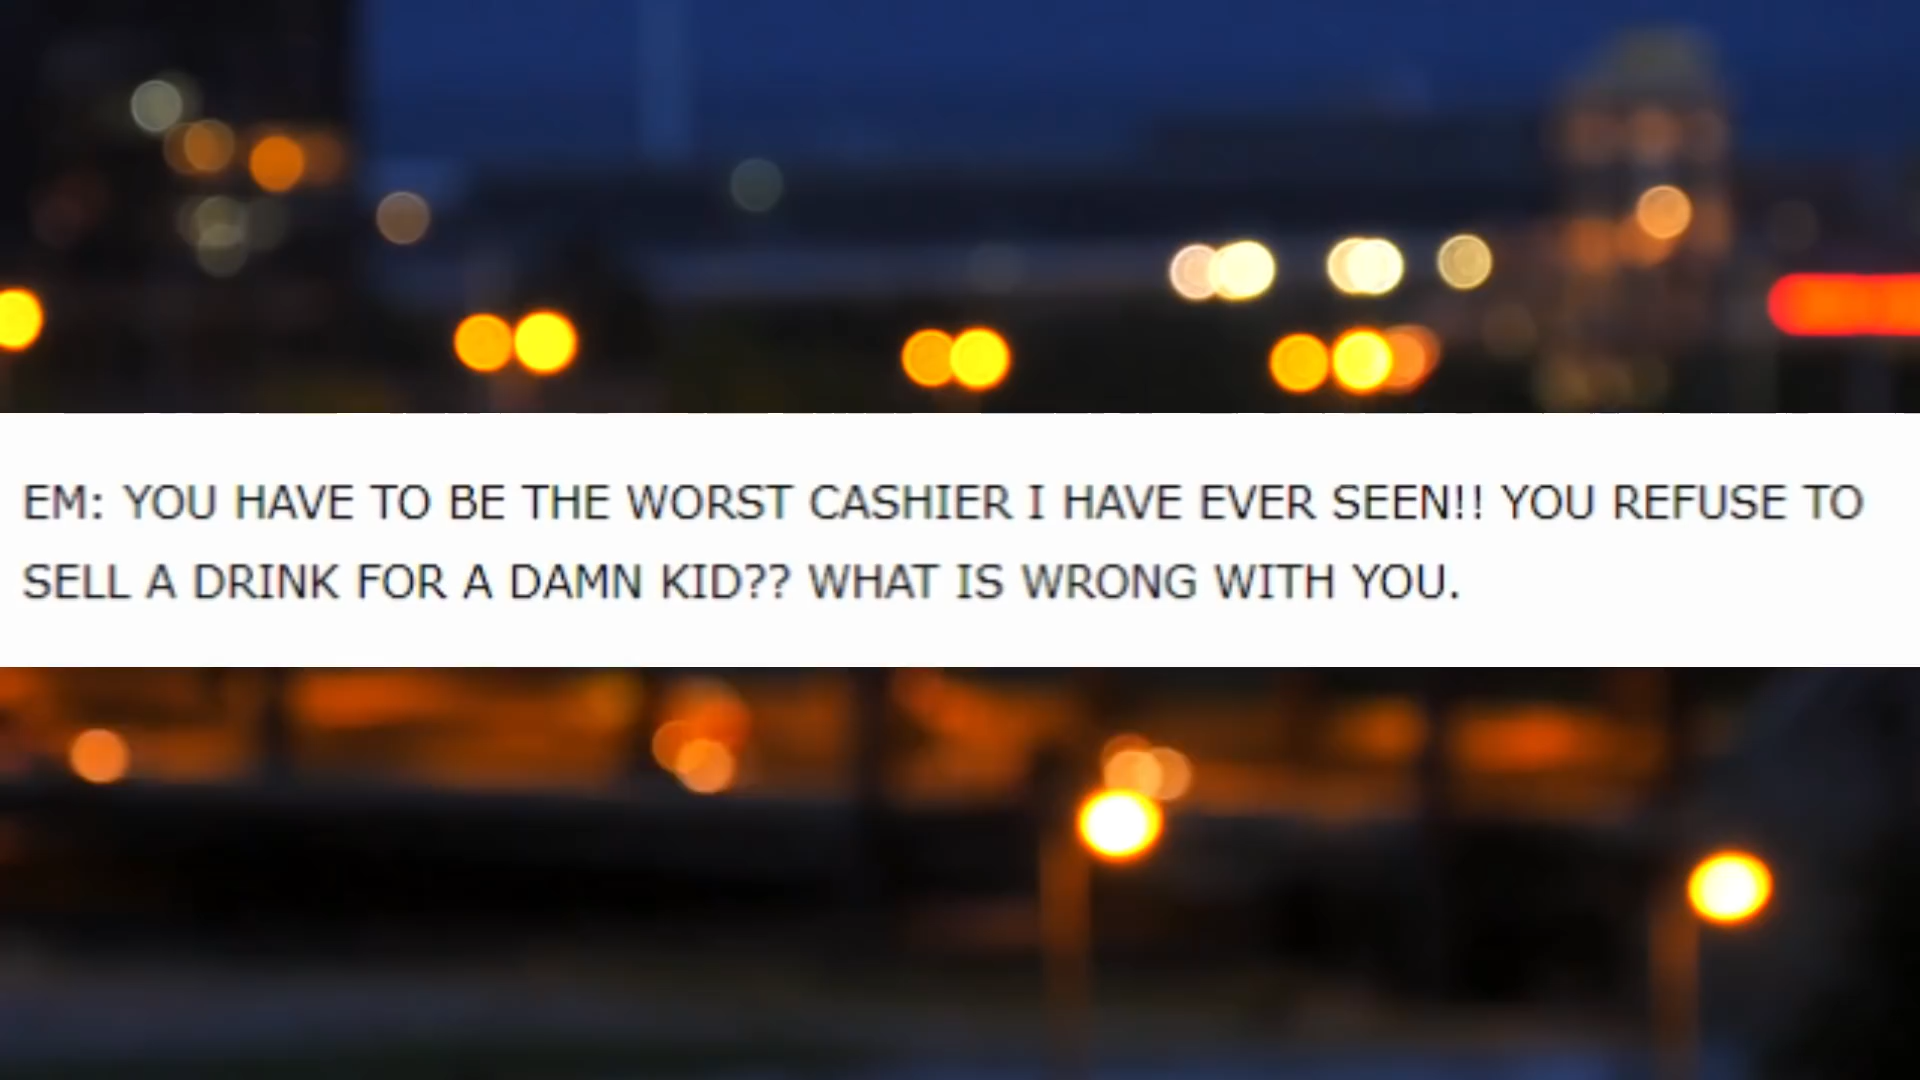 EM: YOU HAVE TO BE THE WORST CASHIER I HAVE EVER SEEN!! YOU REFUSE TO
SELL A DRINK FOR A DAMN KID?? WHAT IS WRONG WITH YOU.